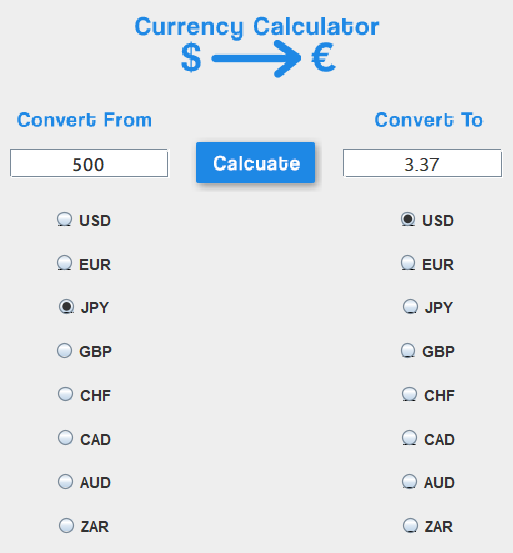 Currency Calculator
$ €
Convert From
Convert To
500
Calcuate
3.37
USD
USD
EUR
EUR
JPY
JPY
GBP
GBP
CHF
CHF
CAD
CAD
AUD
AUD
ZAR
ZAR